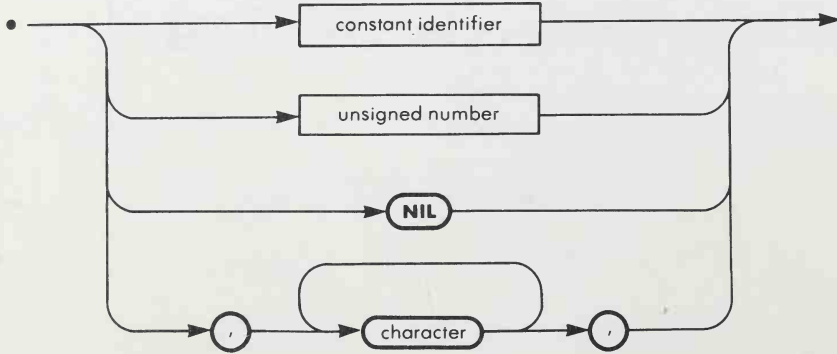 constant identifier
unsigned number
NIL
, character ,